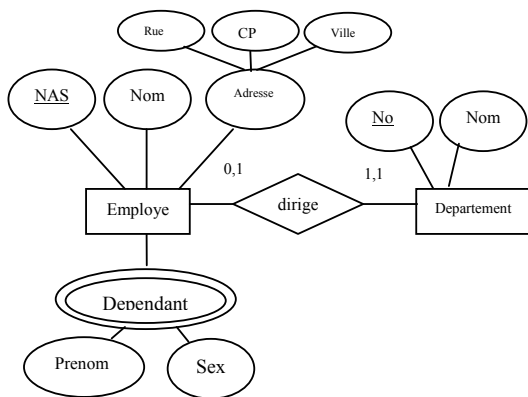 Rue
CP
Ville
NAS
Nom
Adresse
No
Nom
0,1
1,1
Employe
dirige
Departement
Dependant
Prenom
Sex